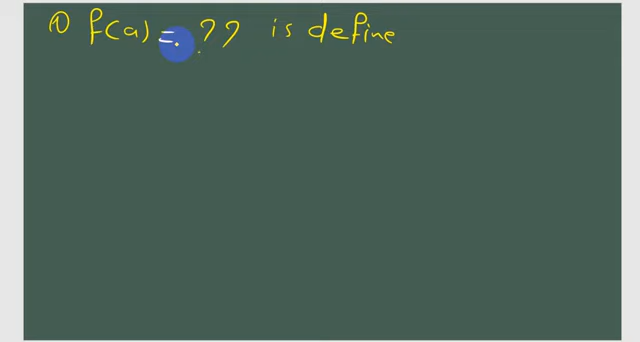 ① f(a) = ?? is define